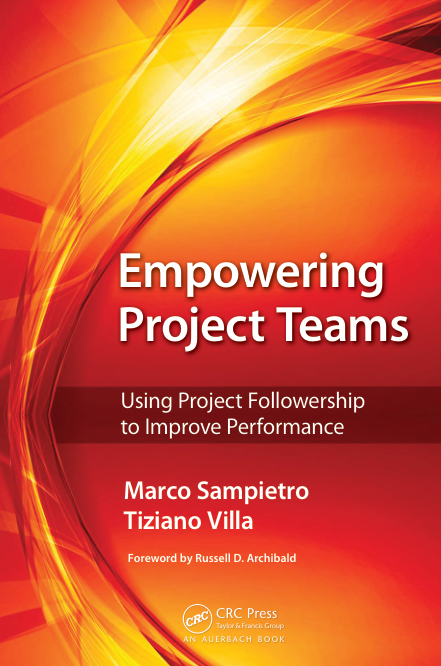 Empowering
Project Teams
Using Project Followership
to Improve Performance
Marco Sampietro
Tiziano Villa
Foreword by Russell D. Archibald
CRC
CRC Press
Taylor & Francis Group
AN AUERBACH BOOK